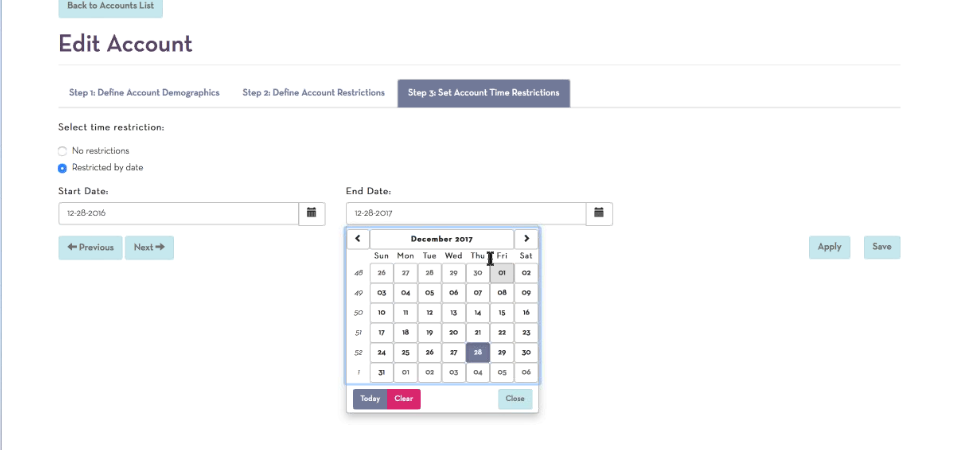 Back to Accounts List
Edit Account
Step 1: Define Account Demographics Step 2: Define Account Restrictions Step 3: Set Account Time Restrictions
Select time restriction:
No restrictions
Restricted by date
Start Date: End Date:
12-28-2016 12-28-2017
Previous Next Apply Save
December 2017
Sun Mon Tue Wed Thu Fri Sat
48 26 27 28 29 30 01 02
49 03 04 05 06 07 08 09
50 10 11 12 13 14 15 16
51 17 18 19 20 21 22 23
52 24 25 26 27 28 29 30
1 31 01 02 03 04 05 06
Today Clear Close